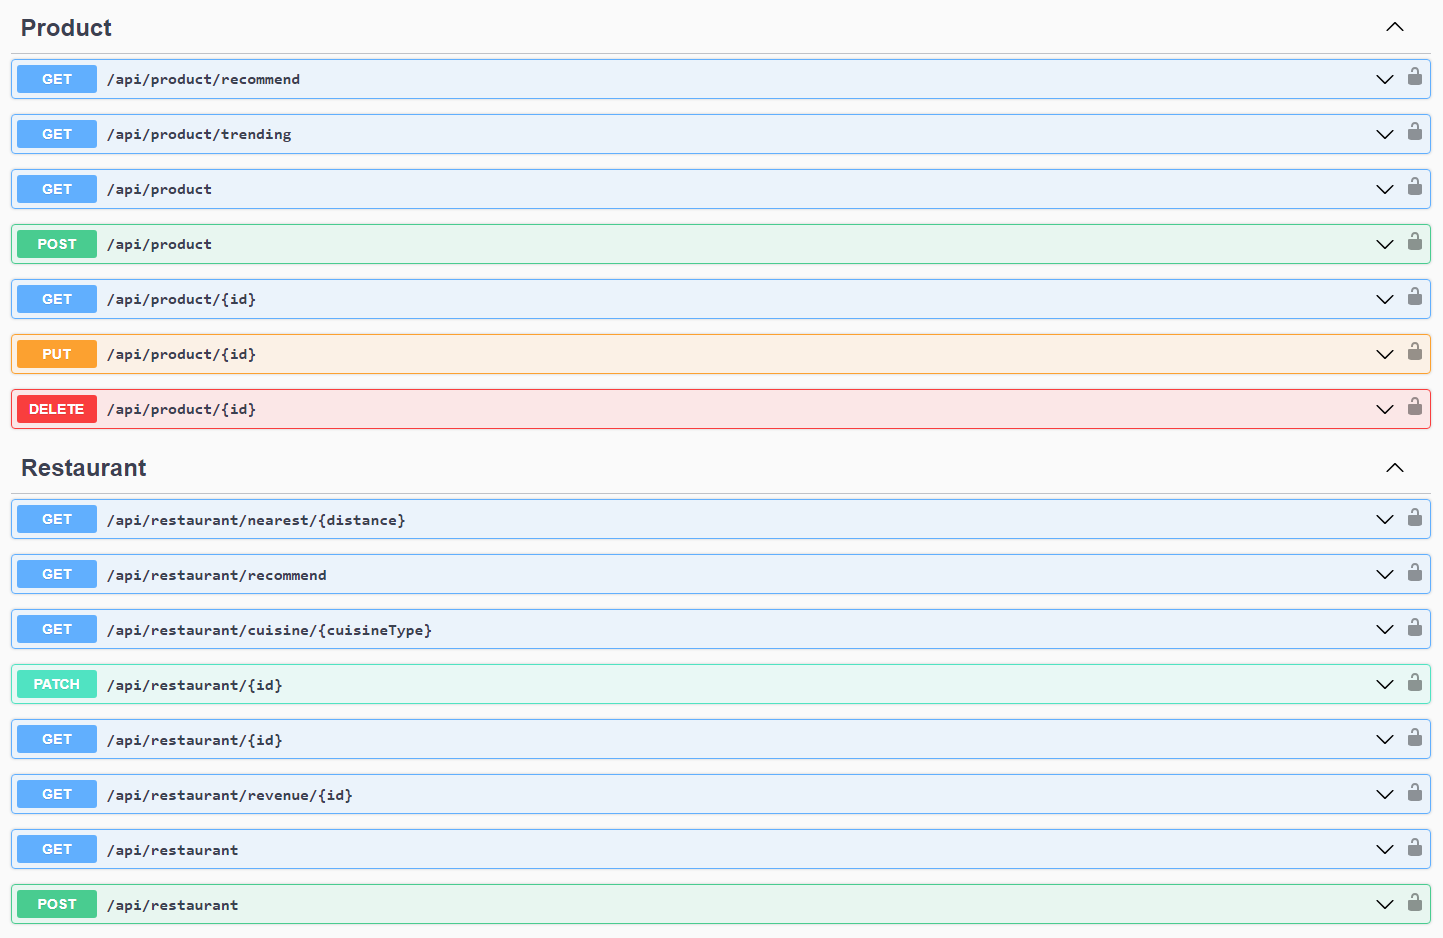 Product
GET /api/product/recommend
GET /api/product/trending
GET /api/product
POST /api/product
GET /api/product/{id}
PUT /api/product/{id}
DELETE /api/product/{id}
Restaurant
GET /api/restaurant/nearest/{distance}
GET /api/restaurant/recommend
GET /api/restaurant/cuisine/{cuisineType}
PATCH /api/restaurant/{id}
GET /api/restaurant/{id}
GET /api/restaurant/revenue/{id}
GET /api/restaurant
POST /api/restaurant